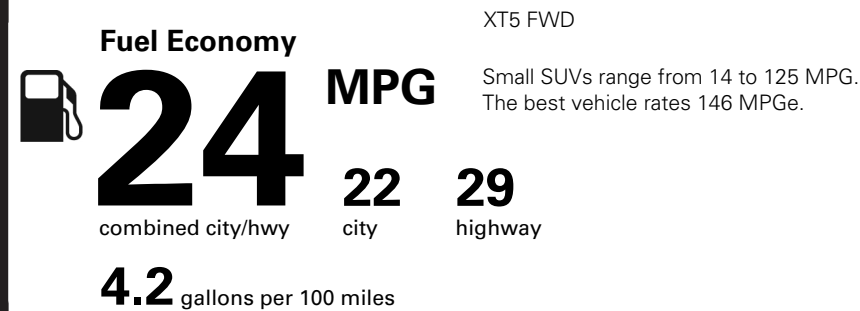 XT5 FWD
Fuel Economy
24 MPG
Small SUVs range from 14 to 125 MPG.
The best vehicle rates 146 MPGe.
22 29
combined city/hwy city highway
4.2 gallons per 100 miles